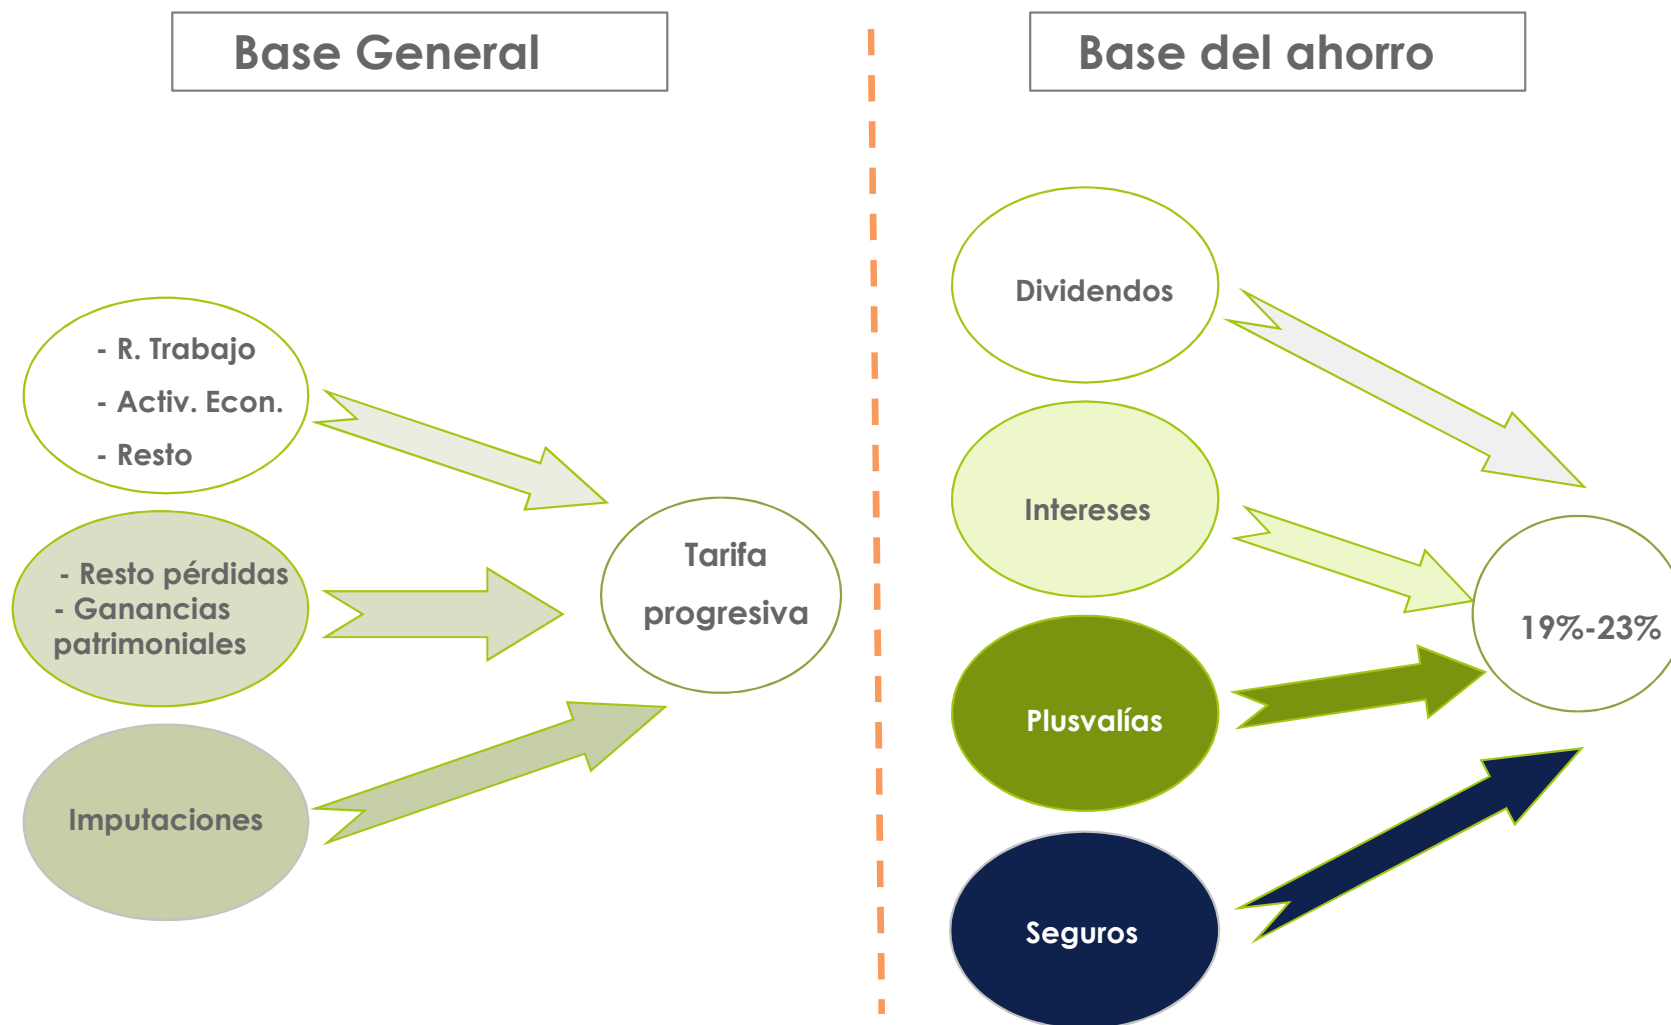 Base General
- R. Trabajo
- Activ. Econ.
- Resto
- Resto pérdidas
- Ganancias
patrimoniales
Imputaciones
Tarifa
progresiva
Base del ahorro
Dividendos
Intereses
Plusvalías
Seguros
19%-23%